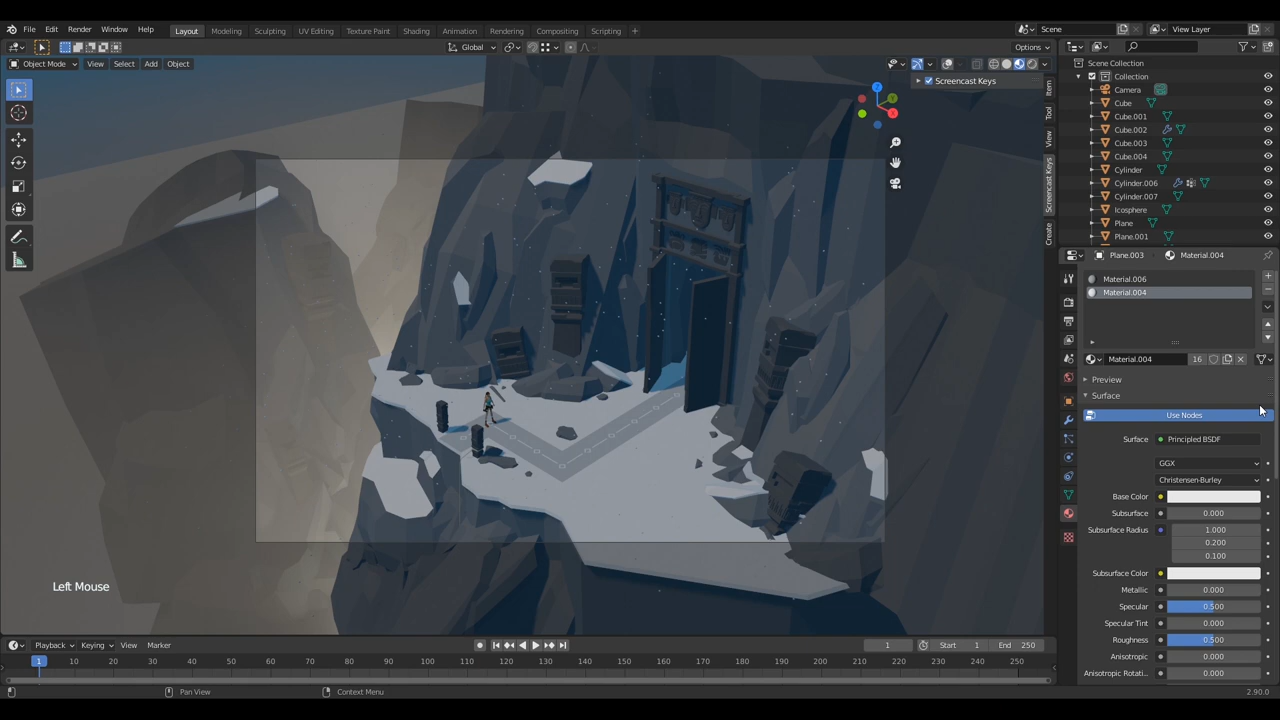 File Edit Render Window Help Layout Modeling Sculpting UV Editing Texture Paint Shading Animation Rendering Compositing Scripting + Scene View Layer
Global Options
Object Mode View Select Add Object
Screencast Keys
Item
Tool
View
Screencast Keys
Create
Z
Y
X
Scene Collection
Collection
Camera
Cube
Cube.001
Cube.002
Cube.003
Cube.004
Cylinder
Cylinder.006
Cylinder.007
Icosphere
Plane
Plane.001
Plane.003 Material.004
Material.006
Material.004
Material.004 16
Preview
Surface
Use Nodes
Surface Principled BSDF
GGX
Christensen-Burley
Base Color
Subsurface 0.000
Subsurface Radius 1.000
0.200
0.100
Subsurface Color
Metallic 0.000
Specular 0.500
Specular Tint 0.000
Roughness 0.500
Anisotropic 0.000
Anisotropic Rotati... 0.000
Left Mouse
Playback Keying View Marker 1 Start 1 End 250
1 10 20 30 40 50 60 70 80 90 100 110 120 130 140 150 160 170 180 190 200 210 220 230 240 250
Pan View Context Menu 2.90.0